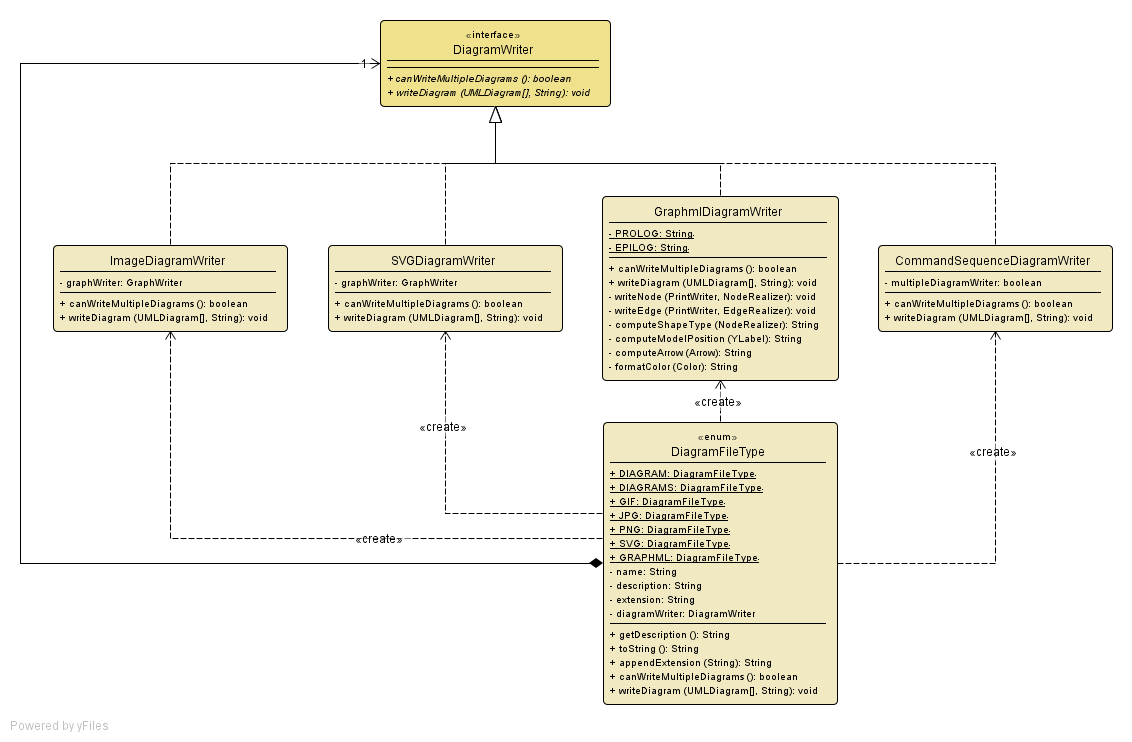 «interface»
DiagramWriter
1
+ canWriteMultipleDiagrams (): boolean
+ writeDiagram (UMLDiagram[], String): void
ImageDiagramWriter
- graphWriter: GraphWriter
+ canWriteMultipleDiagrams (): boolean
+ writeDiagram (UMLDiagram[], String): void
SVGDiagramWriter
- graphWriter: GraphWriter
+ canWriteMultipleDiagrams (): boolean
+ writeDiagram (UMLDiagram[], String): void
GraphmlDiagramWriter
- PROLOG: String
- EPILOG: String
+ canWriteMultipleDiagrams (): boolean
+ writeDiagram (UMLDiagram[], String): void
- writeNode (PrintWriter, NodeRealizer): void
- writeEdge (PrintWriter, EdgeRealizer): void
- computeShapeType (NodeRealizer): String
- computeModelPosition (YLabel): String
- computeArrow (Arrow): String
- formatColor (Color): String
CommandSequenceDiagramWriter
- multipleDiagramWriter: boolean
+ canWriteMultipleDiagrams (): boolean
+ writeDiagram (UMLDiagram[], String): void
«create»
«create»
«create»
«create»
«enum»
DiagramFileType
+ DIAGRAM: DiagramFileType
+ DIAGRAMS: DiagramFileType
+ GIF: DiagramFileType
+ JPG: DiagramFileType
+ PNG: DiagramFileType
+ SVG: DiagramFileType
+ GRAPHML: DiagramFileType
- name: String
- description: String
- extension: String
- diagramWriter: DiagramWriter
+ getDescription (): String
+ toString (): String
+ appendExtension (String): String
+ canWriteMultipleDiagrams (): boolean
+ writeDiagram (UMLDiagram[], String): void
Powered by yFiles